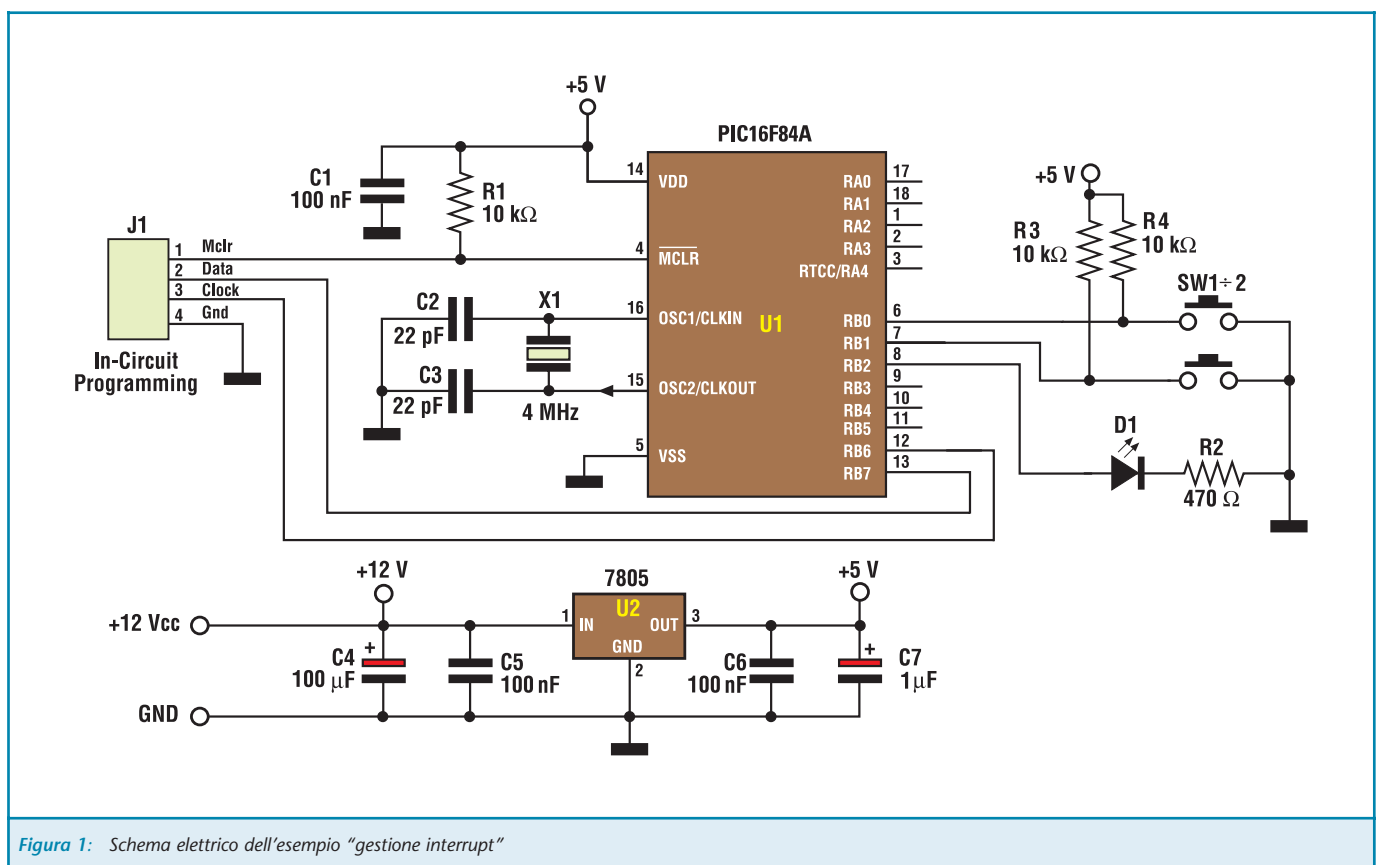 +5 V
PIC16F84A
C1
100 nF
R1
10 kΩ
14
VDD
4
MCLR
16
OSC1/CLKIN
15
OSC2/CLKOUT
5
VSS
U1
RA0
17
RA1
18
RA2
1
RA3
2
RTCC/RA4
3
RB0
6
RB1
7
RB2
8
RB3
9
RB4
10
RB5
11
RB6
12
RB7
13
J1
1
Mclr
2
Data
3
Clock
4
Gnd
In-Circuit
Programming
C2
22 pF
C3
22 pF
X1
4 MHz
+5 V
R3
10 kΩ
R4
10 kΩ
SW1÷2
D1
R2
470 Ω
+12 V
7805
+5 V
+12 Vcc
1
IN
U2
OUT
3
GND
2
+
C4
100 µF
C5
100 nF
C6
100 nF
+
C7
1µF
GND
Figura 1: Schema elettrico dell'esempio "gestione interrupt"